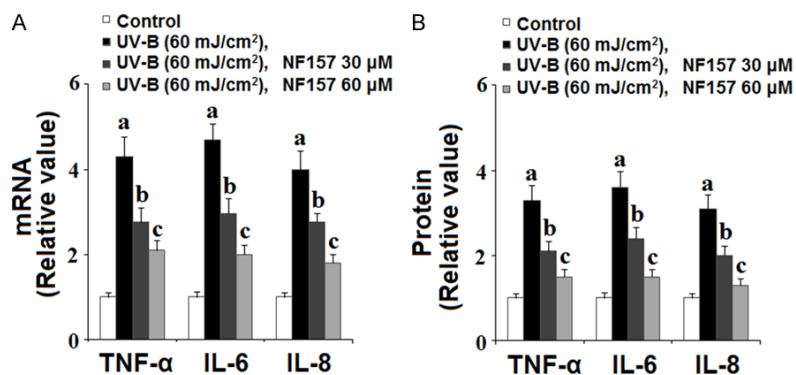 A
Control
UV-B (60 mJ/cm²),
UV-B (60 mJ/cm²), NF157 30 μM
UV-B (60 mJ/cm²), NF157 60 μM
mRNA
(Relative value)
6
4
2
0
a
b
c
a
b
c
a
b
c
TNF-α IL-6 IL-8
B
Control
UV-B (60 mJ/cm²),
UV-B (60 mJ/cm²), NF157 30 μM
UV-B (60 mJ/cm²), NF157 60 μM
Protein
(Relative value)
6
4
2
0
a
b
c
a
b
c
a
b
c
TNF-α IL-6 IL-8